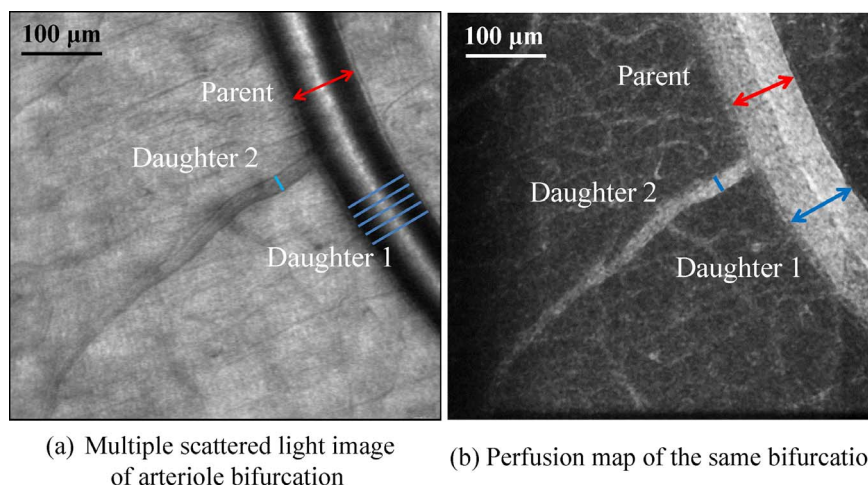 100 μm
Parent
Daughter 2
Daughter 1
100 μm
Parent
Daughter 2
Daughter 1
(a) Multiple scattered light image
of arteriole bifurcation
(b) Perfusion map of the same bifurcatio